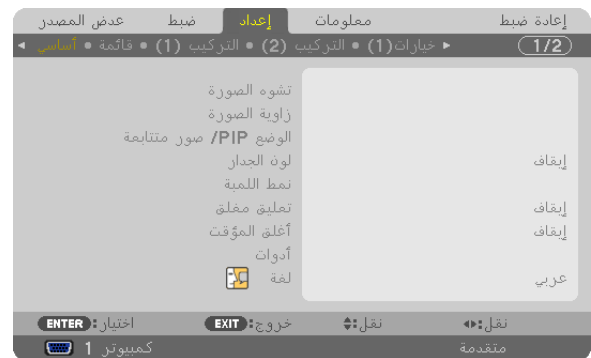 عرض المصدر ضبط إعداد معلومات إعادة ضبط
◄ أساسي • قائمة • التركيب (1) • التركيب (2) • خيارات(1) ► 1/2
تشوه الصورة
زاوية الصورة
الوضع PIP/ صور متتابعة
لون الجدار إيقاف
نمط اللمبة
تعليق مغلق إيقاف
أغلق المؤقت إيقاف
أدوات
لغة عربي
ENTER :اختيار EXIT :خروج نقل:♦ نقل:◄►
كمبيوتر 1 متقدمة